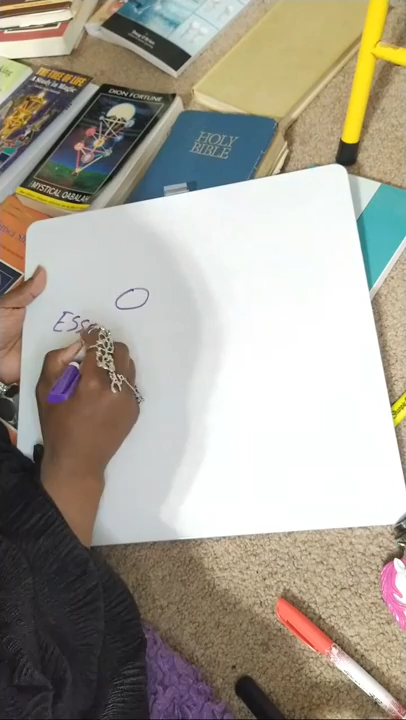 THE TREE OF LIFE
A Study in Magic
DION FORTUNE
MYSTICAL QABALAH
HOLY
BIBLE
ESS